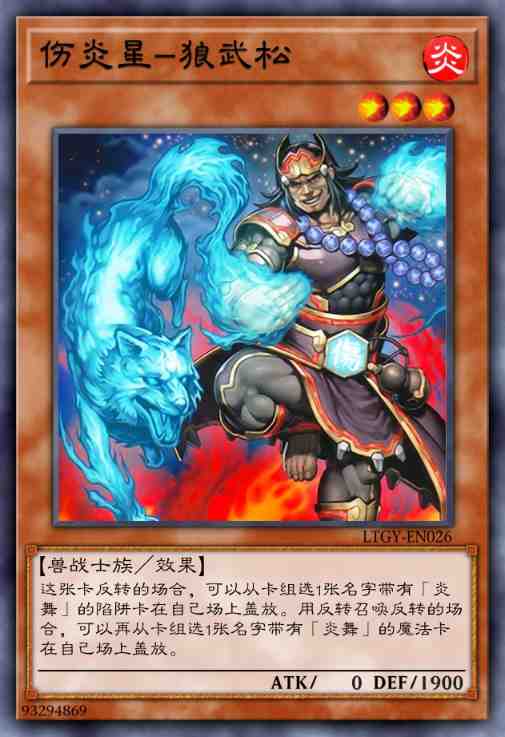 伤炎星-狼武松
炎
伤
LTGY-EN026
【兽战士族／效果】
这张卡反转的场合，可以从卡组选1张名字带有「炎
舞」的陷阱卡在自己场上盖放。用反转召唤反转的场
合，可以再从卡组选1张名字带有「炎舞」的魔法卡
在自己场上盖放。
ATK/ 0 DEF/1900
93294869